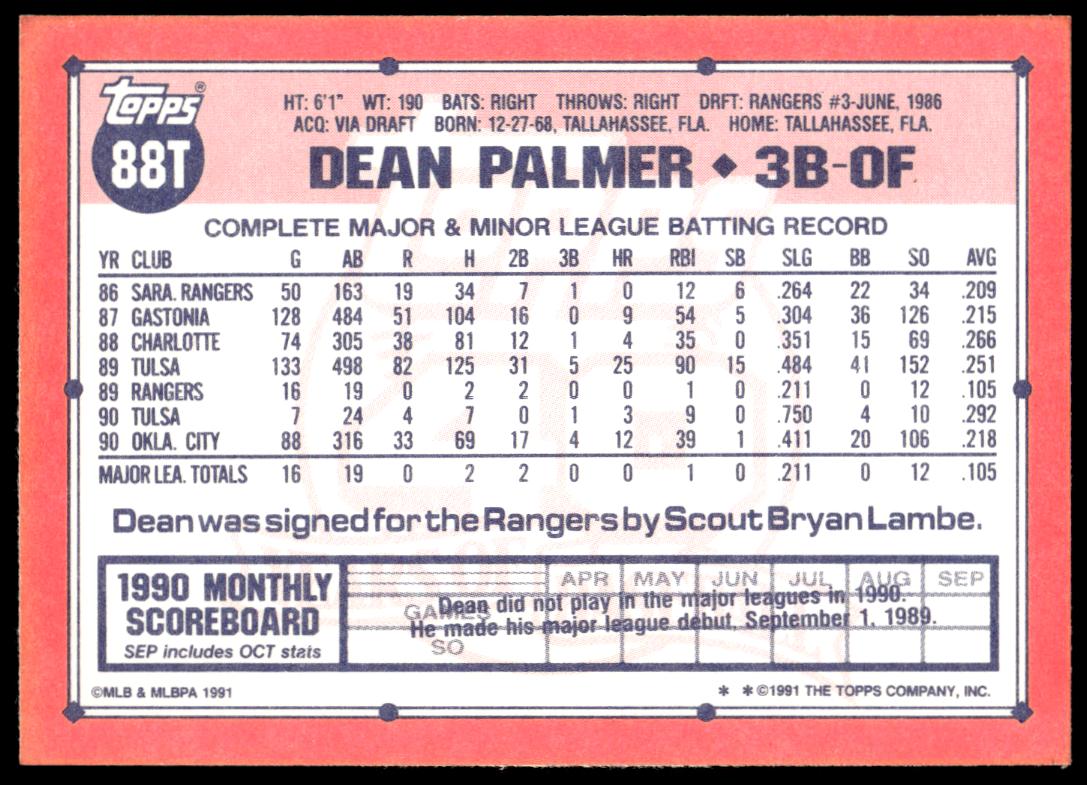 Topps®
88T
HT: 6'1" WT: 190 BATS: RIGHT THROWS: RIGHT DRFT: RANGERS #3-JUNE, 1986
ACQ: VIA DRAFT BORN: 12-27-68, TALLAHASSEE, FLA. HOME: TALLAHASSEE, FLA.
DEAN PALMER ◆ 3B-OF
COMPLETE MAJOR & MINOR LEAGUE BATTING RECORD
YR CLUB G AB R H 2B 3B HR RBI SB SLG BB SO AVG
86 SARA. RANGERS 50 163 19 34 7 1 0 12 6 .264 22 34 .209
87 GASTONIA 128 484 51 104 16 0 9 54 5 .304 36 126 .215
88 CHARLOTTE 74 305 38 81 12 1 4 35 0 .351 15 69 .266
89 TULSA 133 498 82 125 31 5 25 90 15 .484 41 152 .251
89 RANGERS 16 19 0 2 2 0 0 1 0 .211 0 12 .105
90 TULSA 7 24 4 7 0 1 3 9 0 .750 4 10 .292
90 OKLA. CITY 88 316 33 69 17 4 12 39 1 .411 20 106 .218
MAJOR LEA. TOTALS 16 19 0 2 2 0 0 1 0 .211 0 12 .105
Dean was signed for the Rangers by Scout Bryan Lambe.
1990 MONTHLY
SCOREBOARD
SEP includes OCT stats
APR MAY JUN JUL AUG SEP
GAMES
SO
Dean did not play in the major leagues in 1990.
He made his major league debut, September 1, 1989.
©MLB & MLBPA 1991
* * ©1991 THE TOPPS COMPANY, INC.